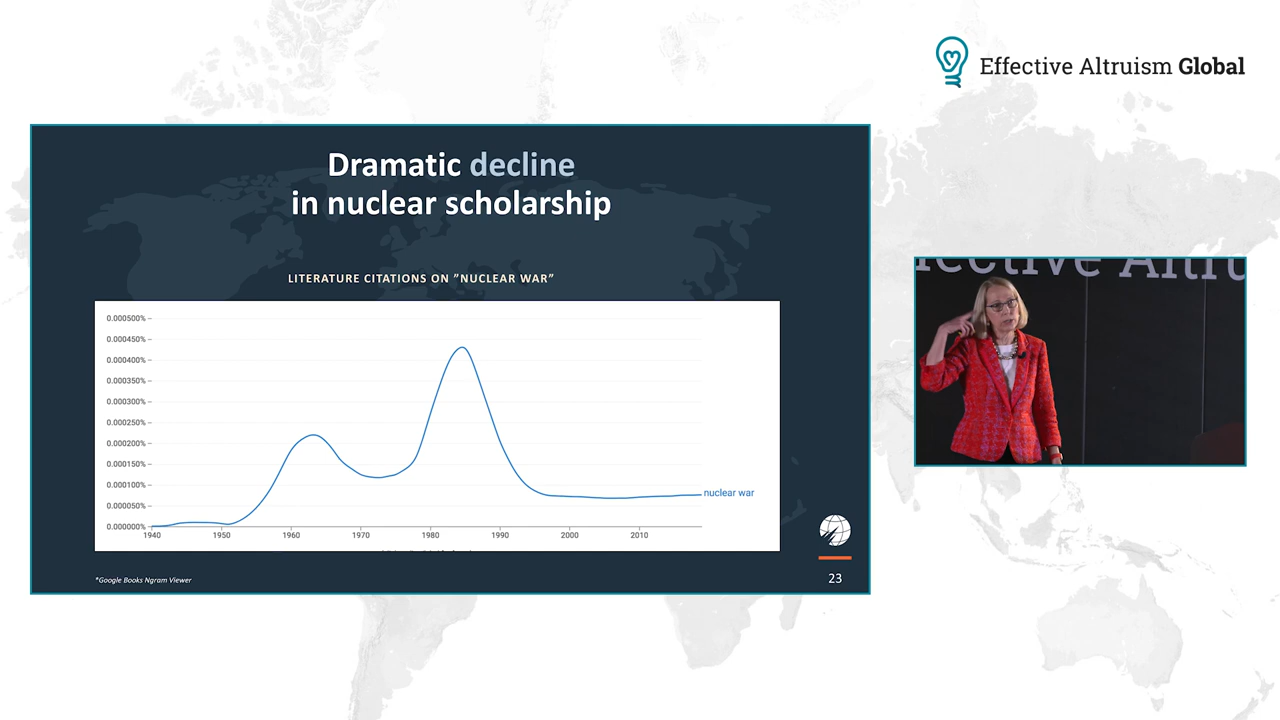 Effective Altruism Global
Dramatic decline
in nuclear scholarship
LITERATURE CITATIONS ON "NUCLEAR WAR"
0.000500%
0.000450%
0.000400%
0.000350%
0.000300%
0.000250%
0.000200%
0.000150%
0.000100%
0.000050%
0.000000%
nuclear war
1940 1950 1960 1970 1980 1990 2000 2010
*Google Books Ngram Viewer
23